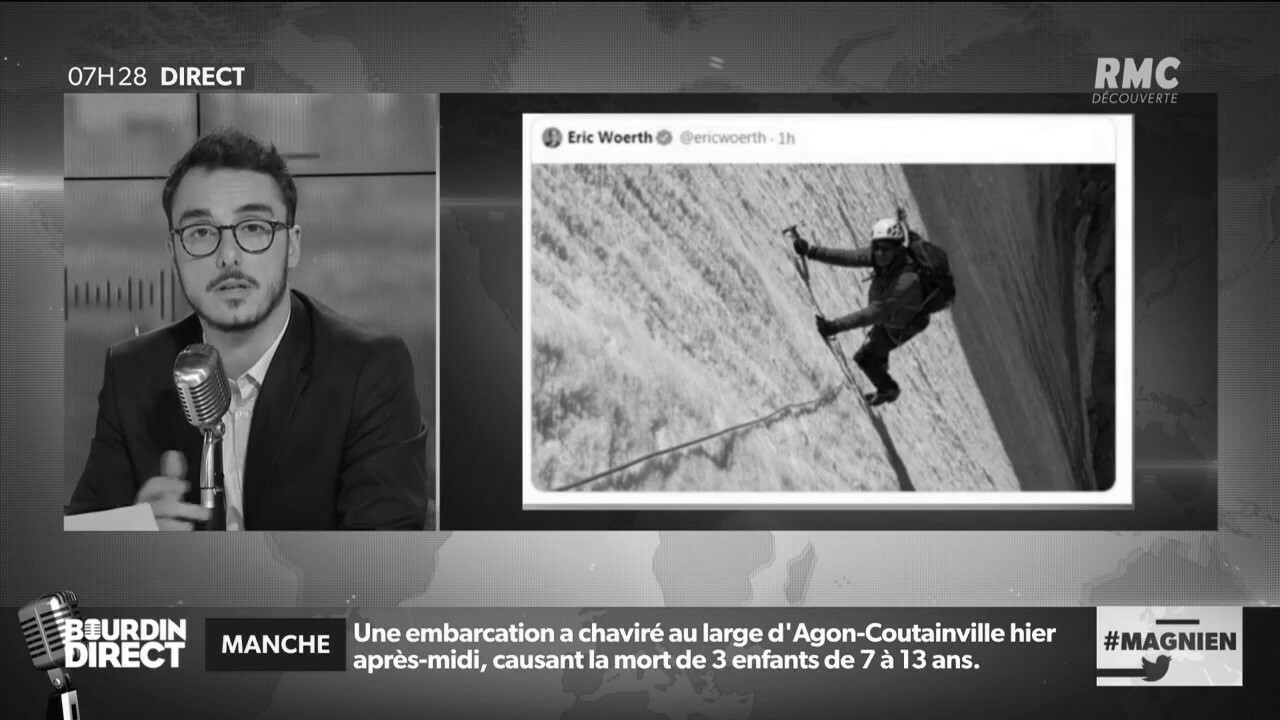 07H28 DIRECT
RMC
DÉCOUVERTE
Eric Woerth @ericwoerth · 1h
BOURDIN
DIRECT
MANCHE
Une embarcation a chaviré au large d'Agon-Coutainville hier
après-midi, causant la mort de 3 enfants de 7 à 13 ans.
#MAGNIEN